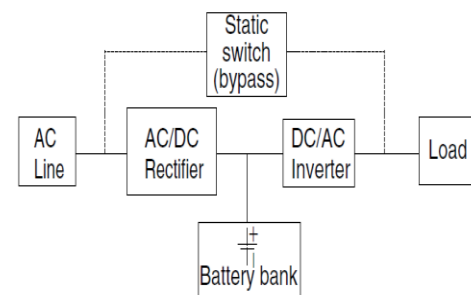 Static
switch
(bypass)
AC
Line
AC/DC
Rectifier
DC/AC
Inverter
Load
+
Battery bank